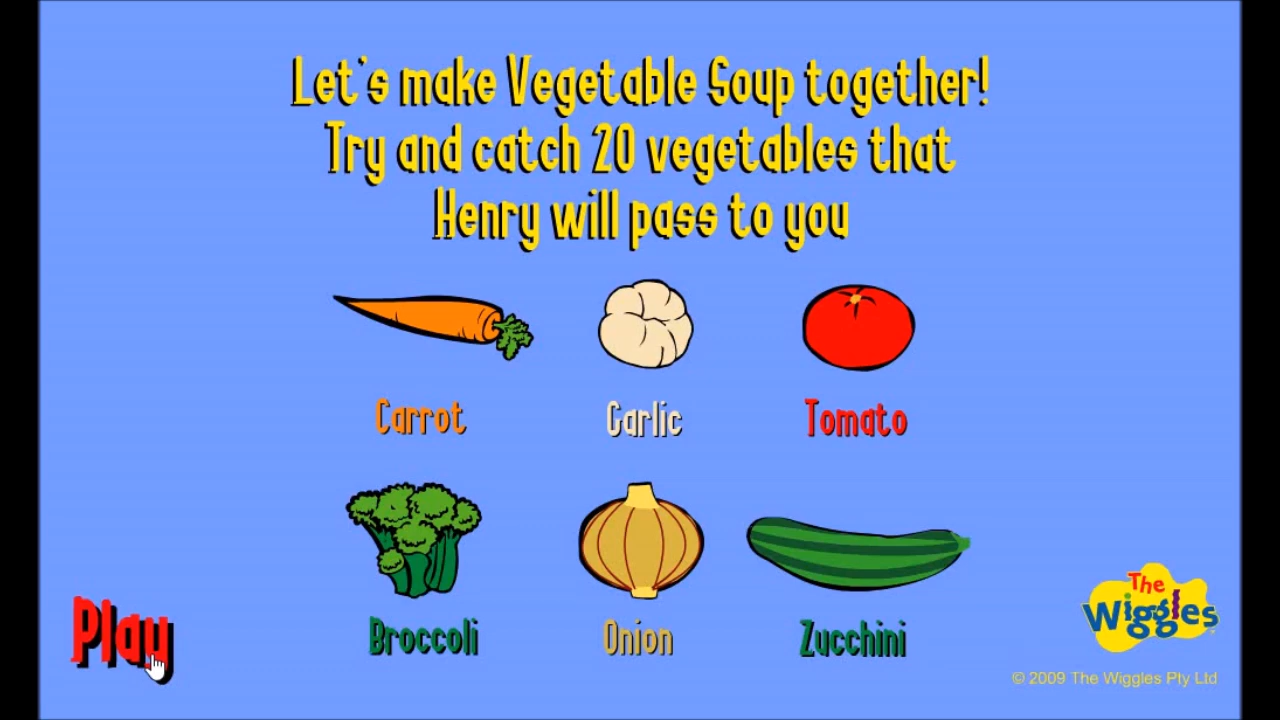 Let's make Vegetable Soup together!
Try and catch 20 vegetables that
Henry will pass to you
Carrot
Garlic
Tomato
Broccoli
Onion
Zucchini
Play
The
Wiggles
© 2009 The Wiggles Pty Ltd